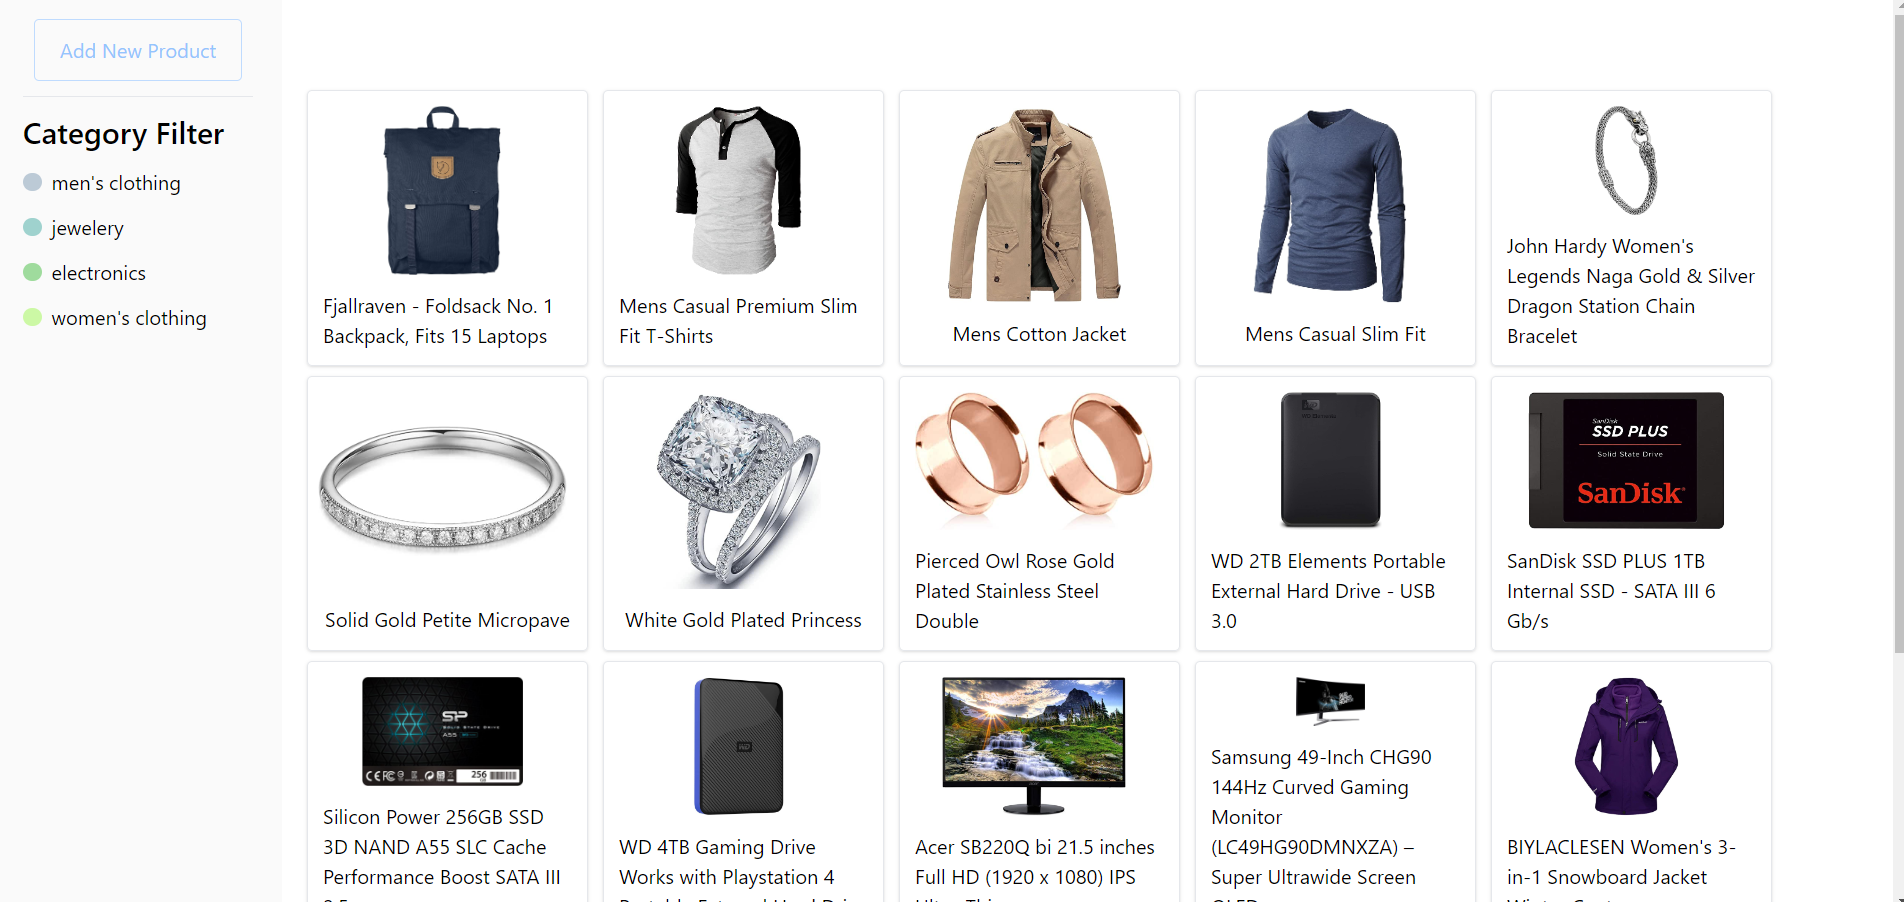 Add New Product
Category Filter
men's clothing
jewelery
electronics
women's clothing
Fjallraven - Foldsack No. 1
Backpack, Fits 15 Laptops
Mens Casual Premium Slim
Fit T-Shirts
Mens Cotton Jacket
Mens Casual Slim Fit
John Hardy Women's
Legends Naga Gold & Silver
Dragon Station Chain
Bracelet
Solid Gold Petite Micropave
White Gold Plated Princess
Pierced Owl Rose Gold
Plated Stainless Steel
Double
WD 2TB Elements Portable
External Hard Drive - USB
3.0
SanDisk
SSD PLUS
Solid State Drive
SanDisk
SanDisk SSD PLUS 1TB
Internal SSD - SATA III 6
Gb/s
SP
SOLID STATE DRIVE
A55
256
Silicon Power 256GB SSD
3D NAND A55 SLC Cache
Performance Boost SATA III
WD
WD 4TB Gaming Drive
Works with Playstation 4
Acer SB220Q bi 21.5 inches
Full HD (1920 x 1080) IPS
Samsung 49-Inch CHG90
144Hz Curved Gaming
Monitor
(LC49HG90DMNXZA) –
Super Ultrawide Screen
BIYLACLESEN Women's 3-
in-1 Snowboard Jacket